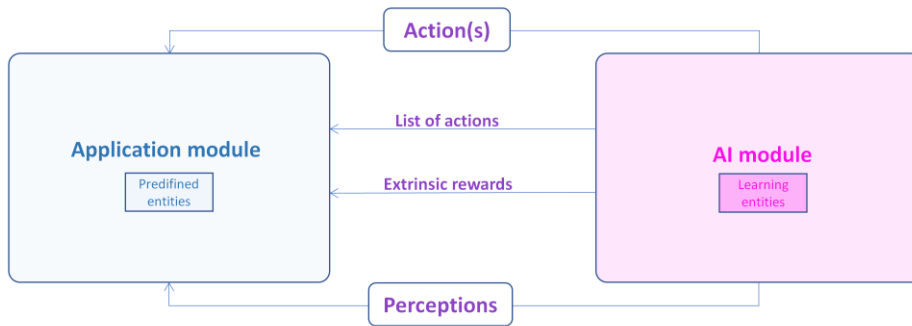 Action(s)
List of actions
Application module
AI module
Predifined
entities
Extrinsic rewards
Learning
entities
Perceptions